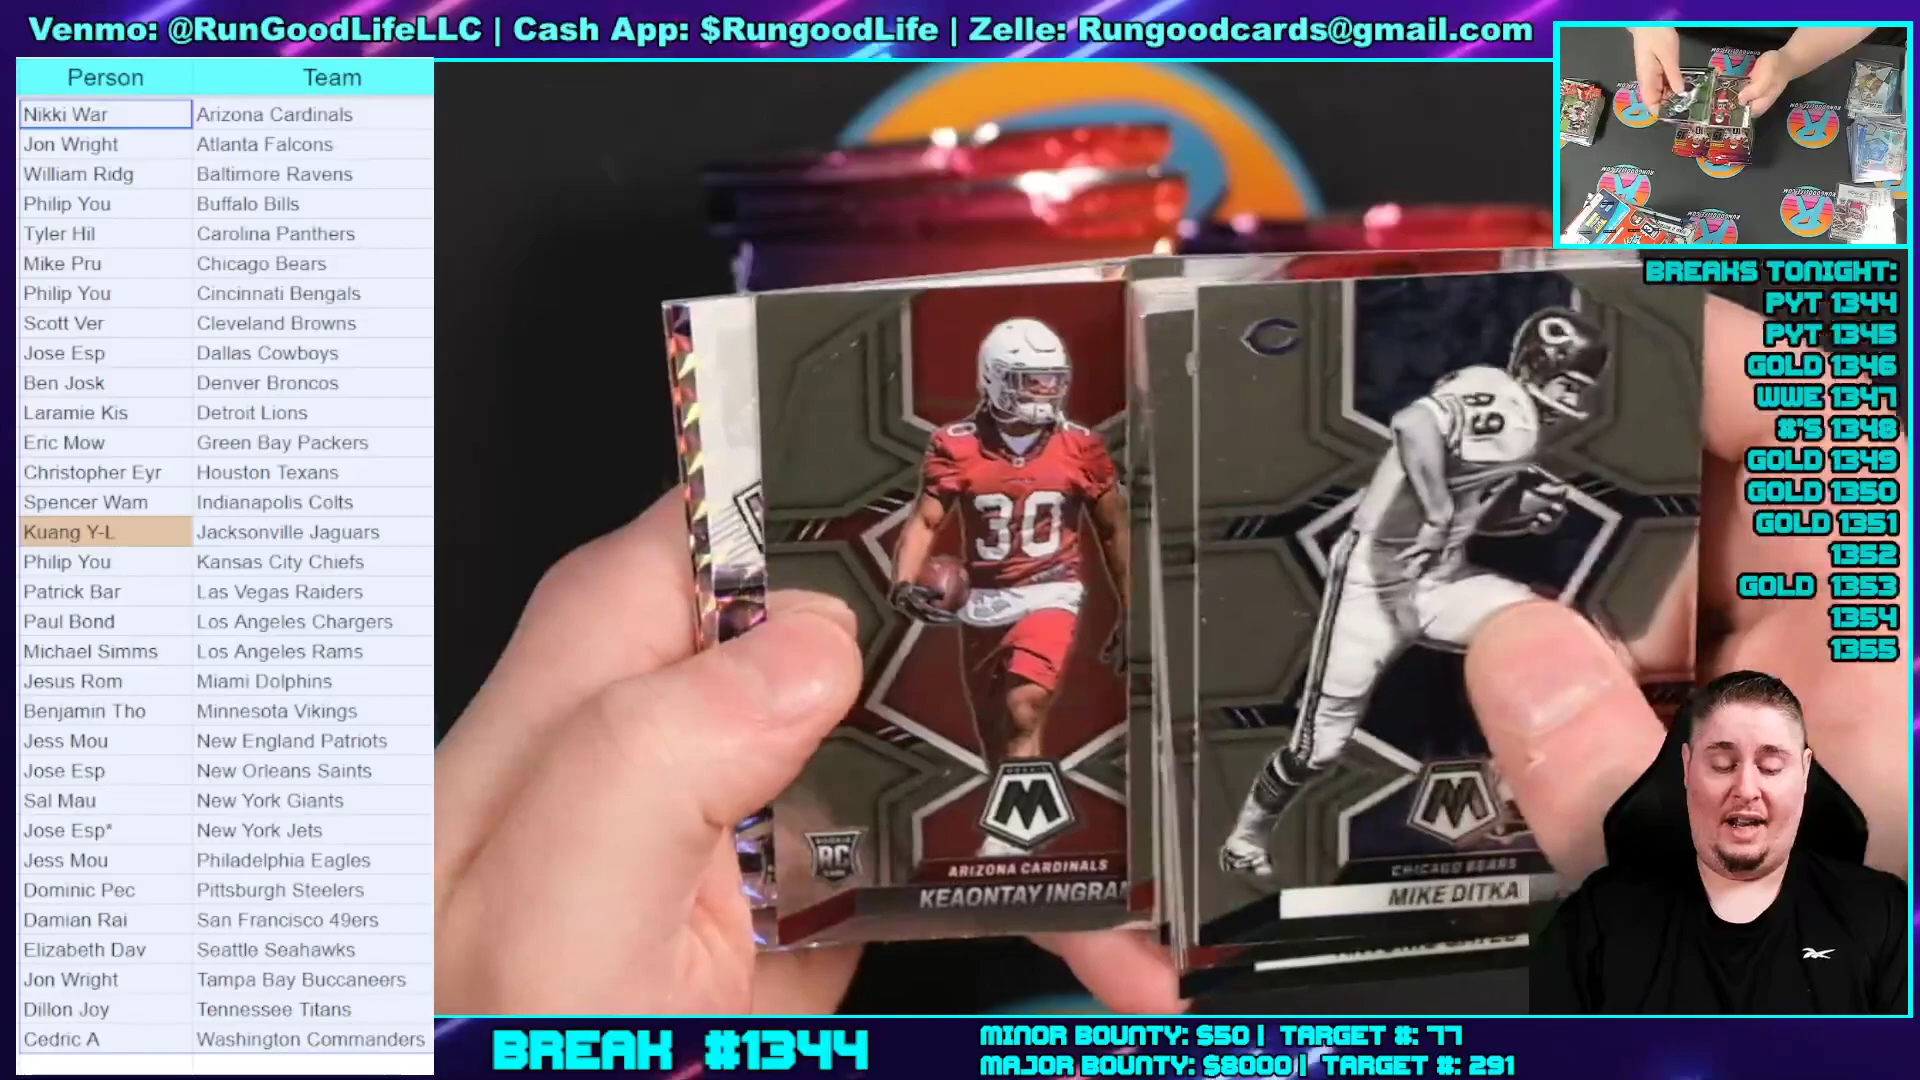 Venmo: @RunGoodLifeLLC | Cash App: $RungoodLife | Zelle: Rungoodcards@gmail.com
Person Team
Nikki War Arizona Cardinals
Jon Wright Atlanta Falcons
William Ridg Baltimore Ravens
Philip You Buffalo Bills
Tyler Hil Carolina Panthers
Mike Pru Chicago Bears
Philip You Cincinnati Bengals
Scott Ver Cleveland Browns
Jose Esp Dallas Cowboys
Ben Josk Denver Broncos
Laramie Kis Detroit Lions
Eric Mow Green Bay Packers
Christopher Eyr Houston Texans
Spencer Wam Indianapolis Colts
Kuang Y-L Jacksonville Jaguars
Philip You Kansas City Chiefs
Patrick Bar Las Vegas Raiders
Paul Bond Los Angeles Chargers
Michael Simms Los Angeles Rams
Jesus Rom Miami Dolphins
Benjamin Tho Minnesota Vikings
Jess Mou New England Patriots
Jose Esp New Orleans Saints
Sal Mau New York Giants
Jose Esp* New York Jets
Jess Mou Philadelphia Eagles
Dominic Pec Pittsburgh Steelers
Damian Rai San Francisco 49ers
Elizabeth Dav Seattle Seahawks
Jon Wright Tampa Bay Buccaneers
Dillon Joy Tennessee Titans
Cedric A Washington Commanders
30
RC
ARIZONA CARDINALS
KEAONTAY INGRAM
89
CHICAGO BEARS
MIKE DITKA
BREAKS TONIGHT:
PYT 1344
PYT 1345
GOLD 1346
WWE 1347
#'S 1348
GOLD 1349
GOLD 1350
GOLD 1351
1352
GOLD 1353
1354
1355
BREAK #1344
MINOR BOUNTY: $50 | TARGET #: 77
MAJOR BOUNTY: $8000 | TARGET #: 291